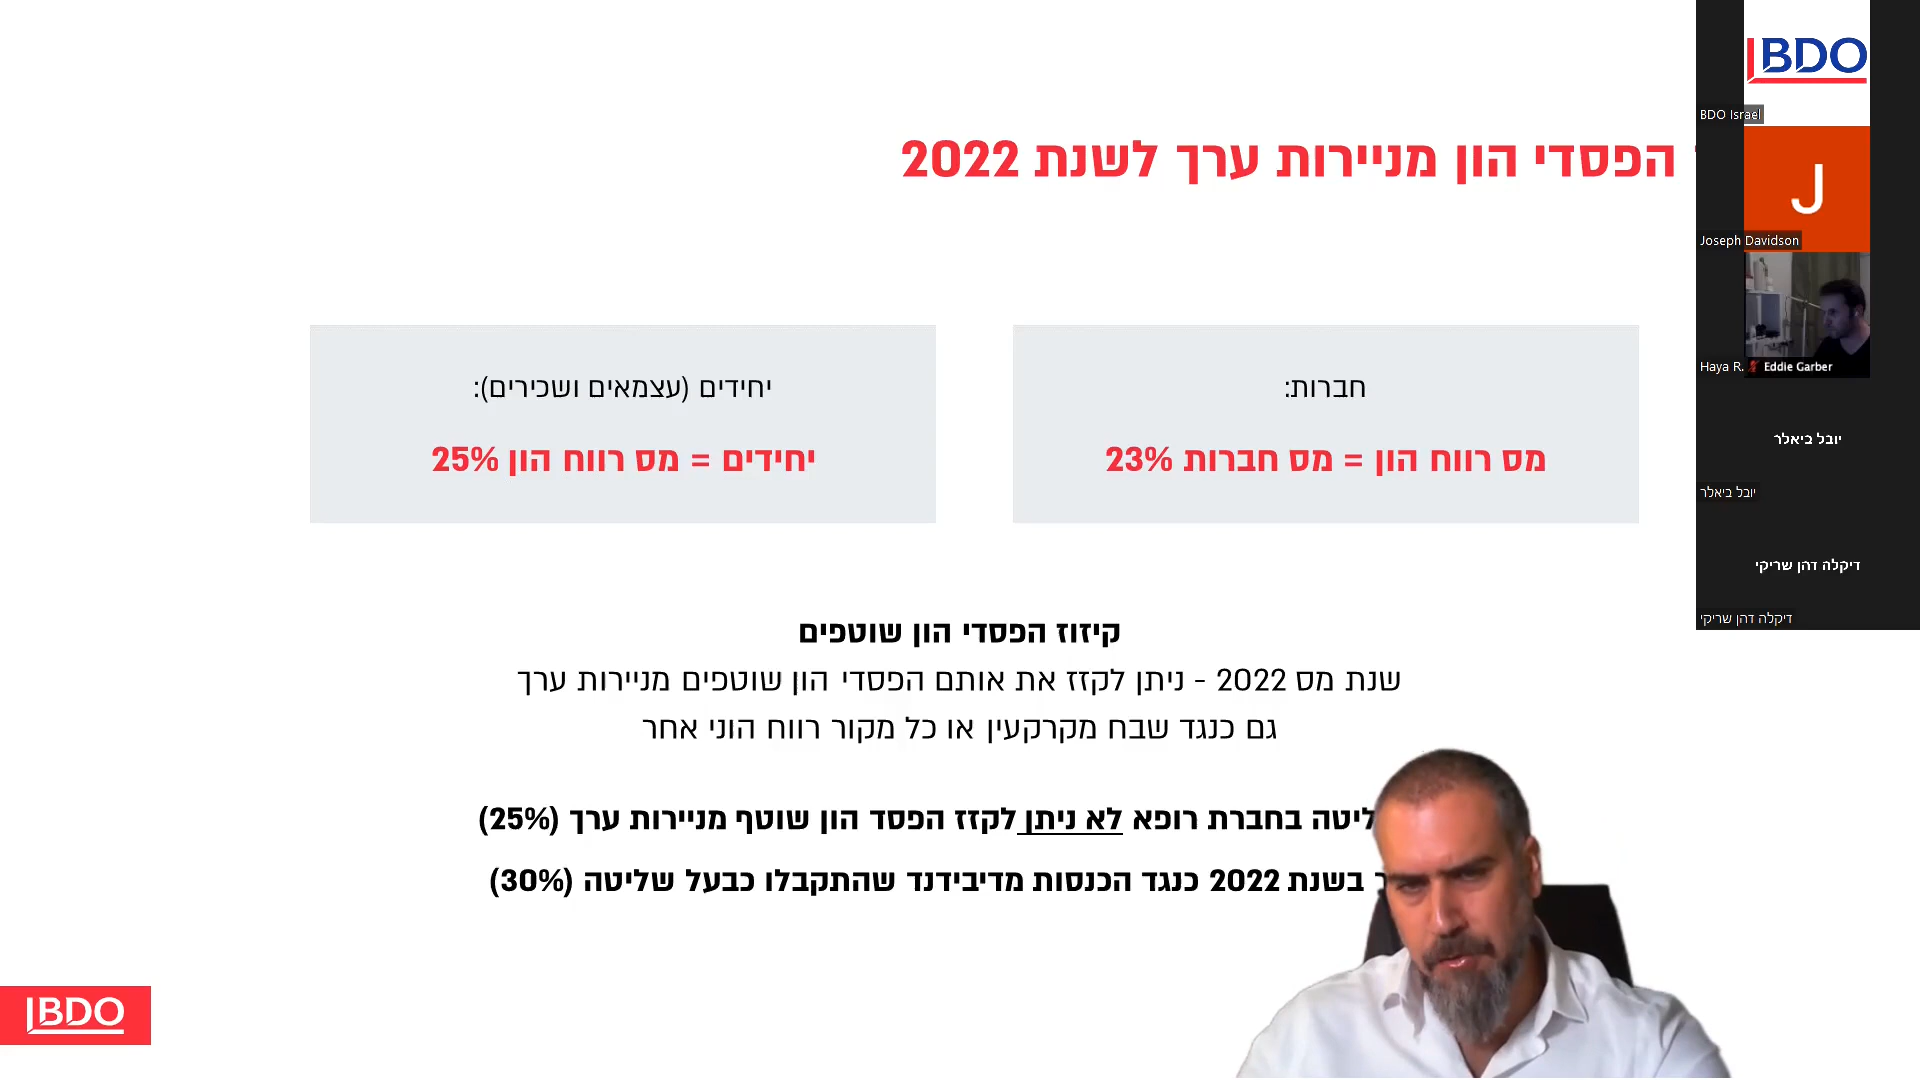 הפסדי הון מניירות ערך לשנת 2022
חברות:
מס רווח הון = מס חברות 23%
יחידים (עצמאים ושכירים):
יחידים = מס רווח הון 25%
קיזוז הפסדי הון שוטפים
שנת מס 2022 - ניתן לקזז את אותם הפסדי הון שוטפים מניירות ערך
גם כנגד שבח מקרקעין או כל מקור רווח הוני אחר
בחברת רופא לא ניתן לקזז הפסד הון שוטף מניירות ערך (25%)
בשנת 2022 כנגד הכנסות מדיבידנד שהתקבלו כבעל שליטה (30%)
BDO
BDO
BDO Israel
J
Joseph Davidson
Haya R.
Eddie Garber
יובל ביאלר
יובל ביאלר
דיקלה דהן שריקי
דיקלה דהן שריקי